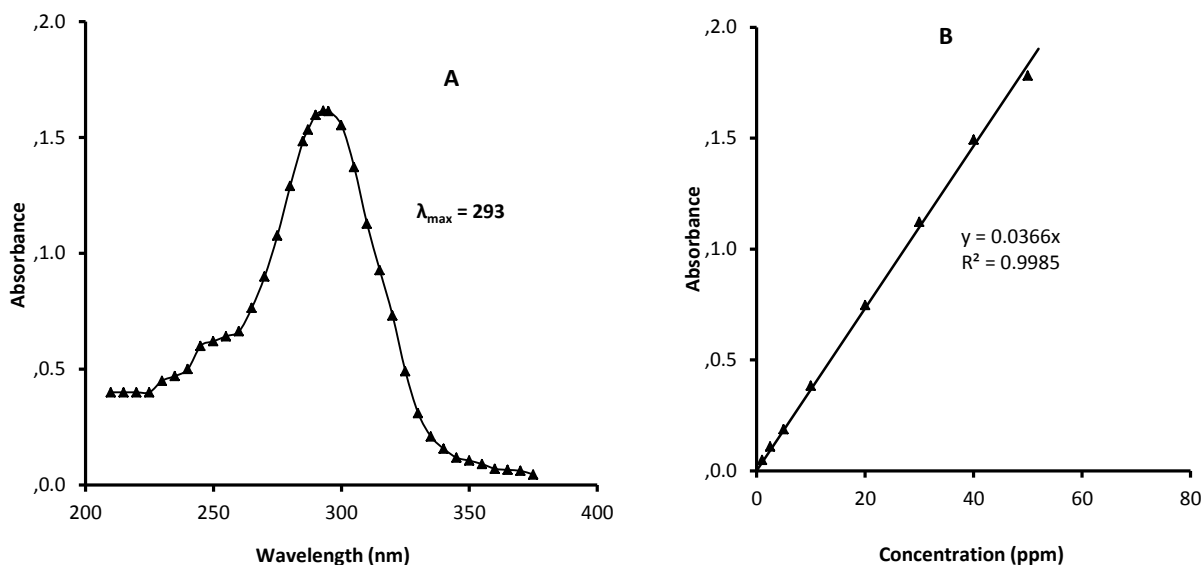 A
,2.0
,1.5
,1.0
,0.5
,0.0
200 250 300 350 400
Absorbance
Wavelength (nm)
λmax = 293
B
,2.0
,1.5
,1.0
,0.5
,0.0
0 20 40 60 80
Absorbance
Concentration (ppm)
y = 0.0366x
R² = 0.9985